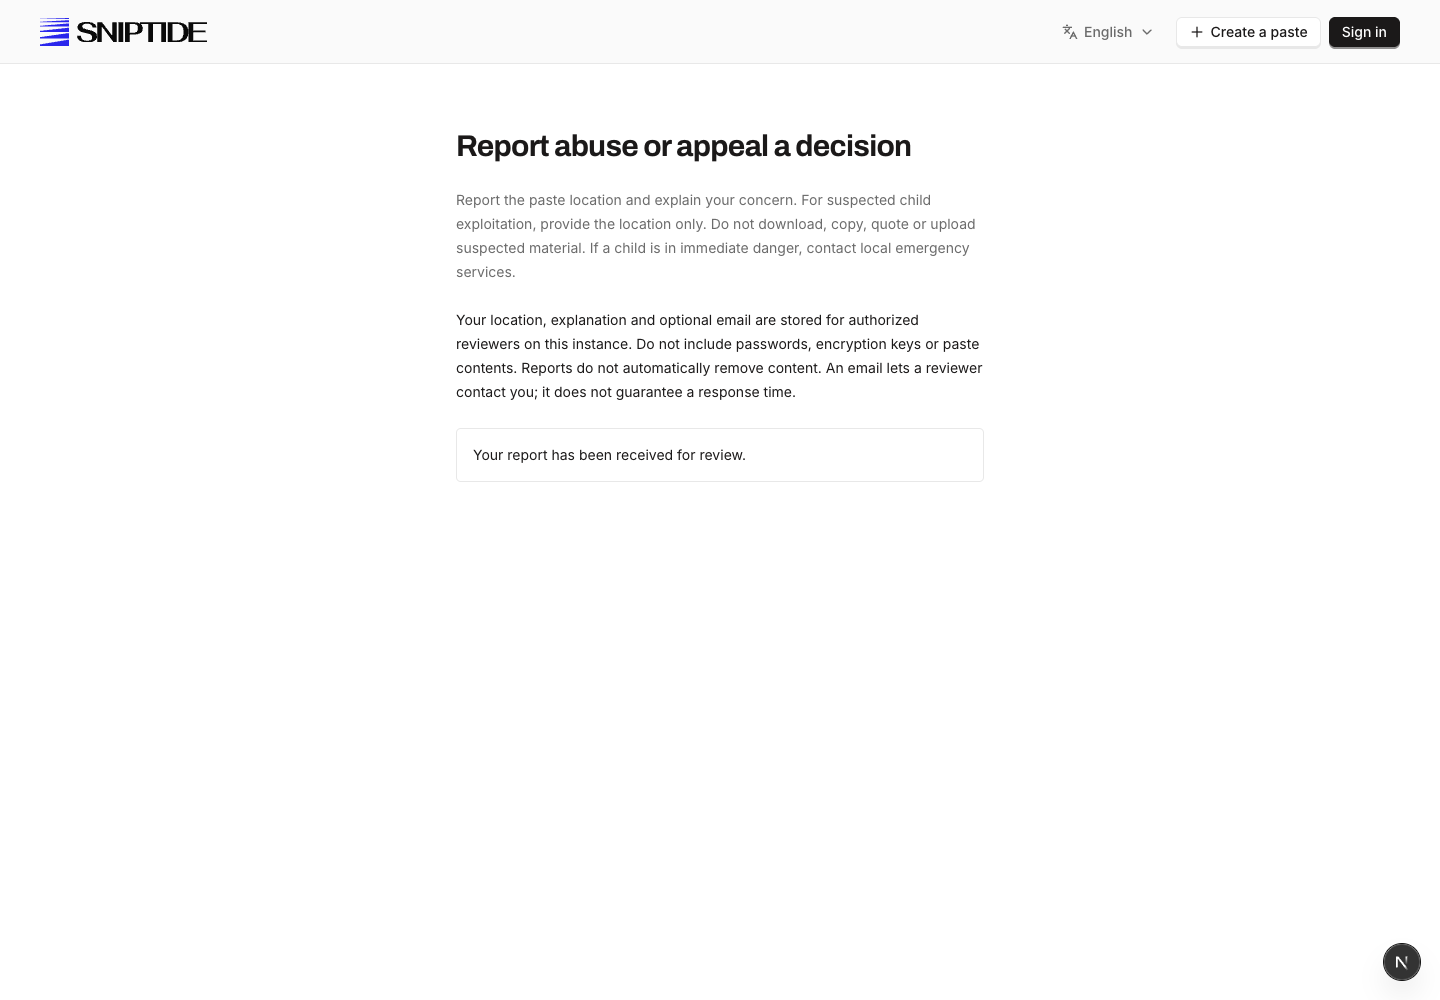 SNIPTIDE
English
Create a paste
Sign in
Report abuse or appeal a decision
Report the paste location and explain your concern. For suspected child
exploitation, provide the location only. Do not download, copy, quote or upload
suspected material. If a child is in immediate danger, contact local emergency
services.
Your location, explanation and optional email are stored for authorized
reviewers on this instance. Do not include passwords, encryption keys or paste
contents. Reports do not automatically remove content. An email lets a reviewer
contact you; it does not guarantee a response time.
Your report has been received for review.
N